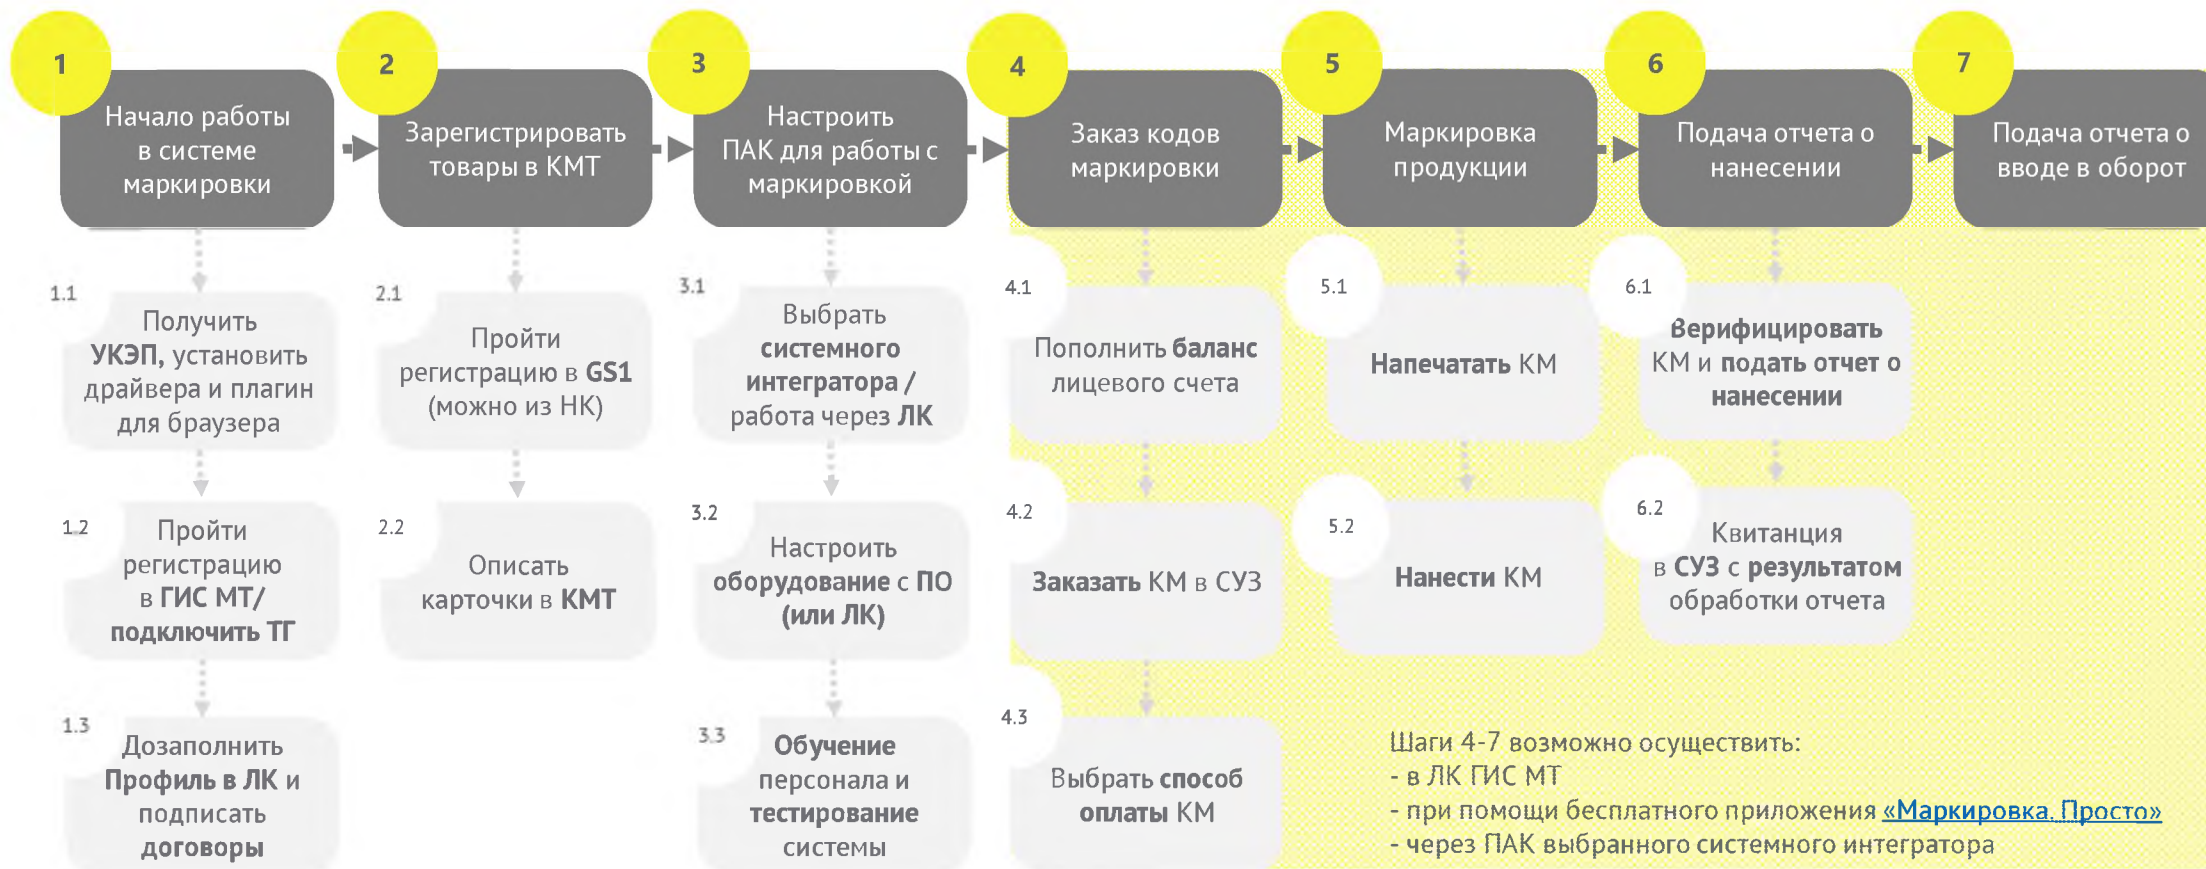 1
Начало работы
в системе
маркировки
2
Зарегистрировать
товары в КМТ
3
Настроить
ПАК для работы с
маркировкой
4
Заказ кодов
маркировки
5
Маркировка
продукции
6
Подача отчета о
нанесении
7
Подача отчета о
вводе в оборот
1.1
Получить
УКЭП, установить
драйвера и плагин
для браузера
1.2
Пройти
регистрацию
в ГИС МТ/
подключить ТГ
1.3
Дозаполнить
Профиль в ЛК и
подписать
договоры
2.1
Пройти
регистрацию в GS1
(можно из НК)
2.2
Описать
карточки в КМТ
3.1
Выбрать
системного
интегратора /
работа через ЛК
3.2
Настроить
оборудование с ПО
(или ЛК)
3.3
Обучение
персонала и
тестирование
системы
4.1
Пополнить баланс
лицевого счета
4.2
Заказать КМ в СУЗ
4.3
Выбрать способ
оплаты КМ
5.1
Напечатать КМ
5.2
Нанести КМ
6.1
Верифицировать
КМ и подать отчет о
нанесении
6.2
Квитанция
в СУЗ с результатом
обработки отчета
Шаги 4-7 возможно осуществить:
- в ЛК ГИС МТ
- при помощи бесплатного приложения «Маркировка. Просто»
- через ПАК выбранного системного интегратора